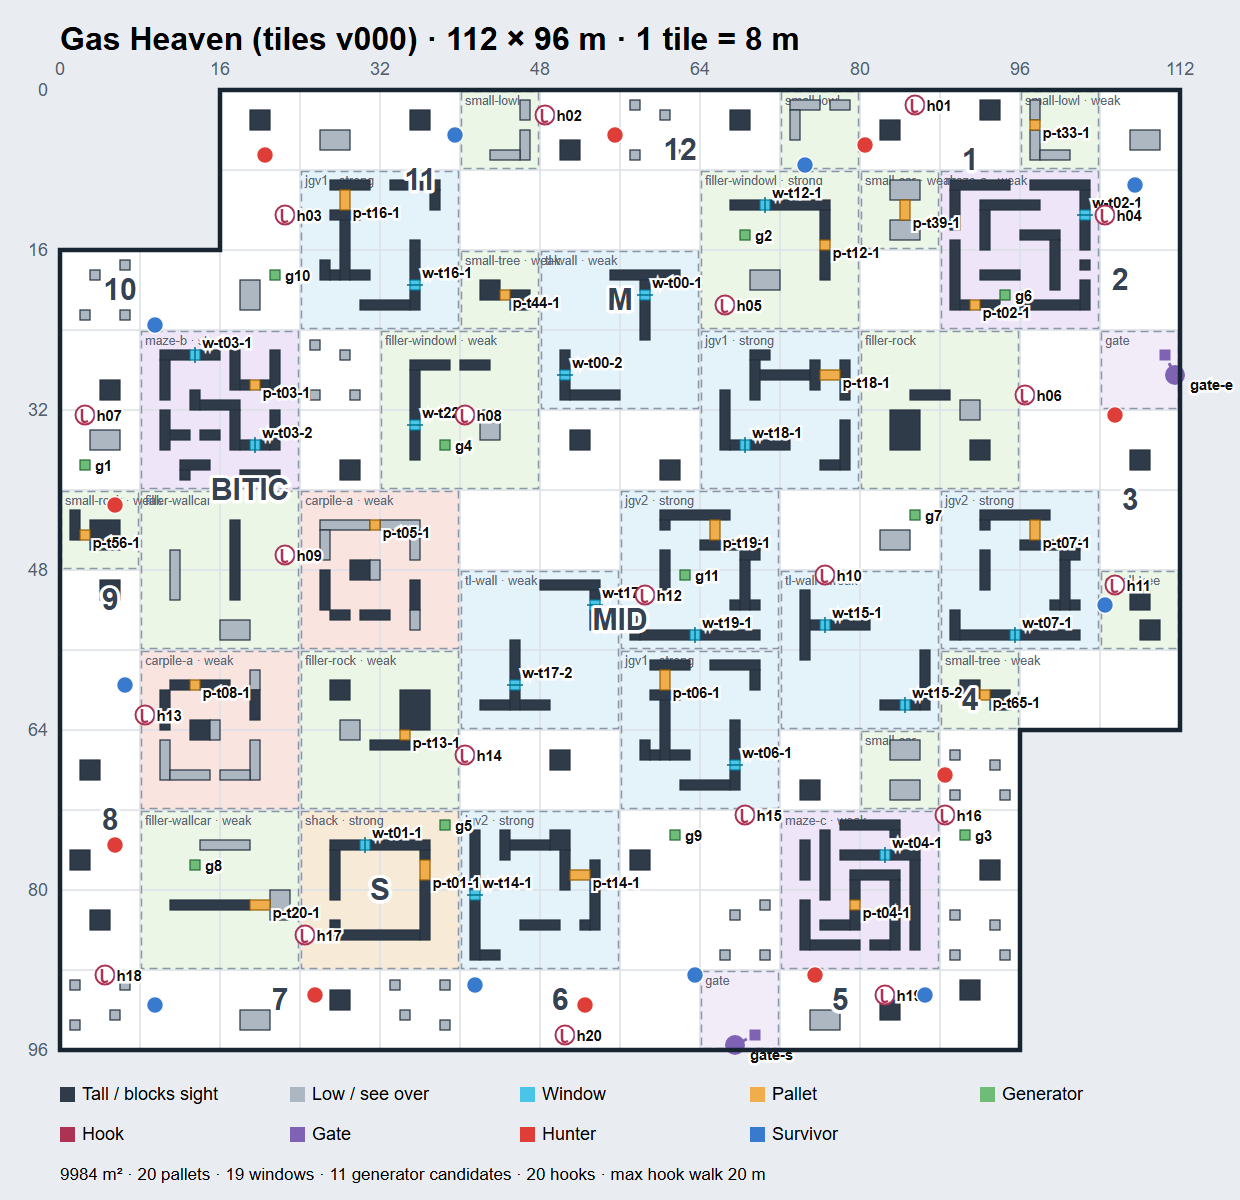 Gas Heaven (tiles v000) · 112 × 96 m · 1 tile = 8 m
0 16 32 48 64 80 96 112
0
small-lowl
h02
h01
small-lowl · weak
p-t33-1
12
1
11
jgv1 · strong
filler-windowl · strong
w-t12-1
w-t02-1
p-t16-1
h03
p-t39-1
h04
g2
p-t12-1
16
small-tree · weak
M
w-t00-1
2
g10
w-t16-1
10
p-t44-1
h05
g6
p-t02-1
maze-b
w-t03-1
filler-windowl · weak
jgv1 · strong
filler-rock
gate
w-t00-2
p-t18-1
gate-e
p-t03-1
h06
32
h07
h08
w-t03-2
g4
w-t18-1
g1
BITIC
3
carpile-a · weak
jgv2 · strong
jgv2 · strong
g7
p-t56-1
p-t05-1
p-t19-1
p-t07-1
h09
48
tl-wall · weak
g11
h10
h11
9
h12
MID
w-t15-1
w-t19-1
w-t07-1
carpile-a · weak
filler-rock · weak
jgv1 · strong
small-tree · weak
w-t17-2
p-t08-1
p-t06-1
w-t15-2
4
p-t65-1
h13
64
p-t13-1
h14
w-t06-1
8
filler-wallcar · weak
shack · strong
g5
h15
h16
w-t01-1
g9
w-t04-1
g3
g8
S
p-t01-1
w-t14-1
p-t14-1
80
p-t20-1
p-t04-1
h17
h18
gate
7
6
5
h20
96
gate-s
Tall / blocks sight
Low / see over
Window
Pallet
Generator
Hook
Gate
Hunter
Survivor
9984 m² · 20 pallets · 19 windows · 11 generator candidates · 20 hooks · max hook walk 20 m